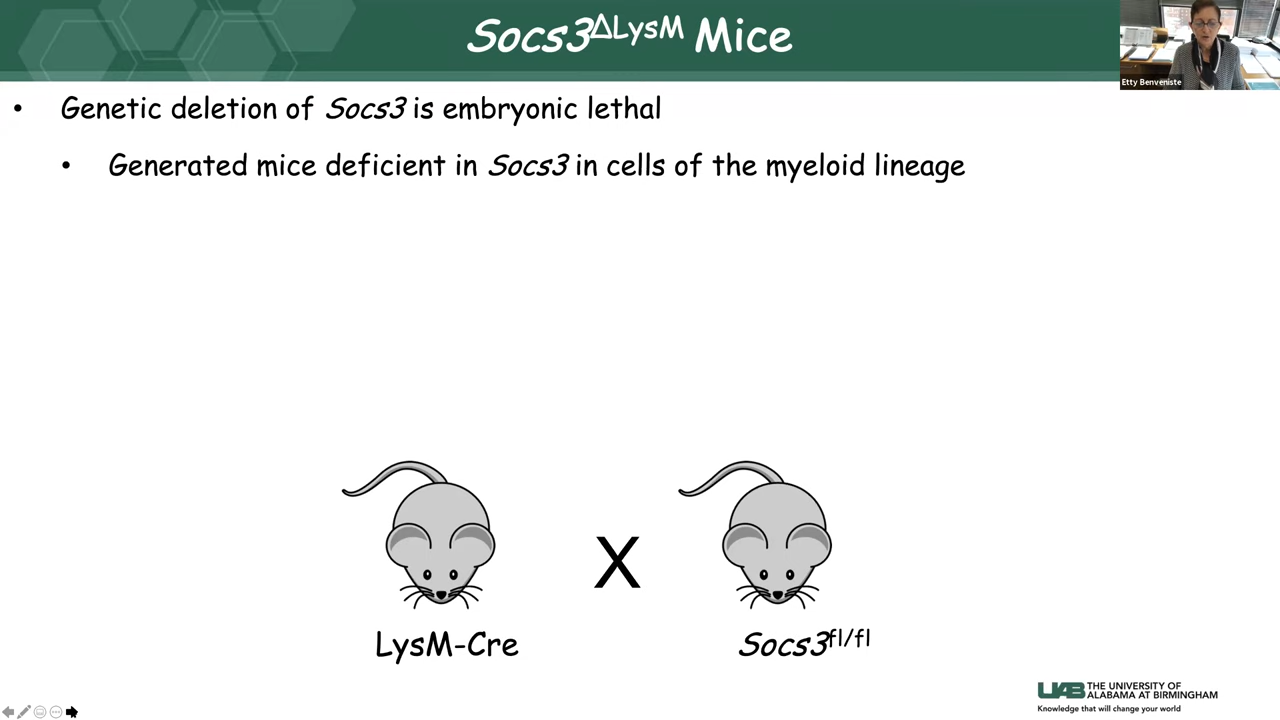 Socs3ΔLysM Mice
Etty Benveniste
• Genetic deletion of Socs3 is embryonic lethal
• Generated mice deficient in Socs3 in cells of the myeloid lineage
X
LysM-Cre
Socs3fl/fl
UAB THE UNIVERSITY OF
ALABAMA AT BIRMINGHAM
Knowledge that will change your world